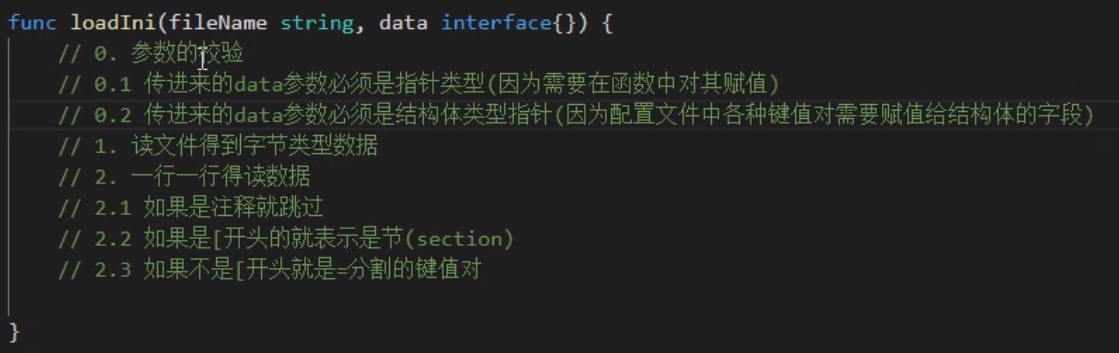 func loadIni(fileName string, data interface{}) {
// 0. 参数的校验
// 0.1 传进来的data参数必须是指针类型(因为需要在函数中对其赋值)
// 0.2 传进来的data参数必须是结构体类型指针(因为配置文件中各种键值对需要赋值给结构体的字段)
// 1. 读文件得到字节类型数据
// 2. 一行一行得读数据
// 2.1 如果是注释就跳过
// 2.2 如果是[开头的就表示是节(section)
// 2.3 如果不是[开头就是=分割的键值对
}